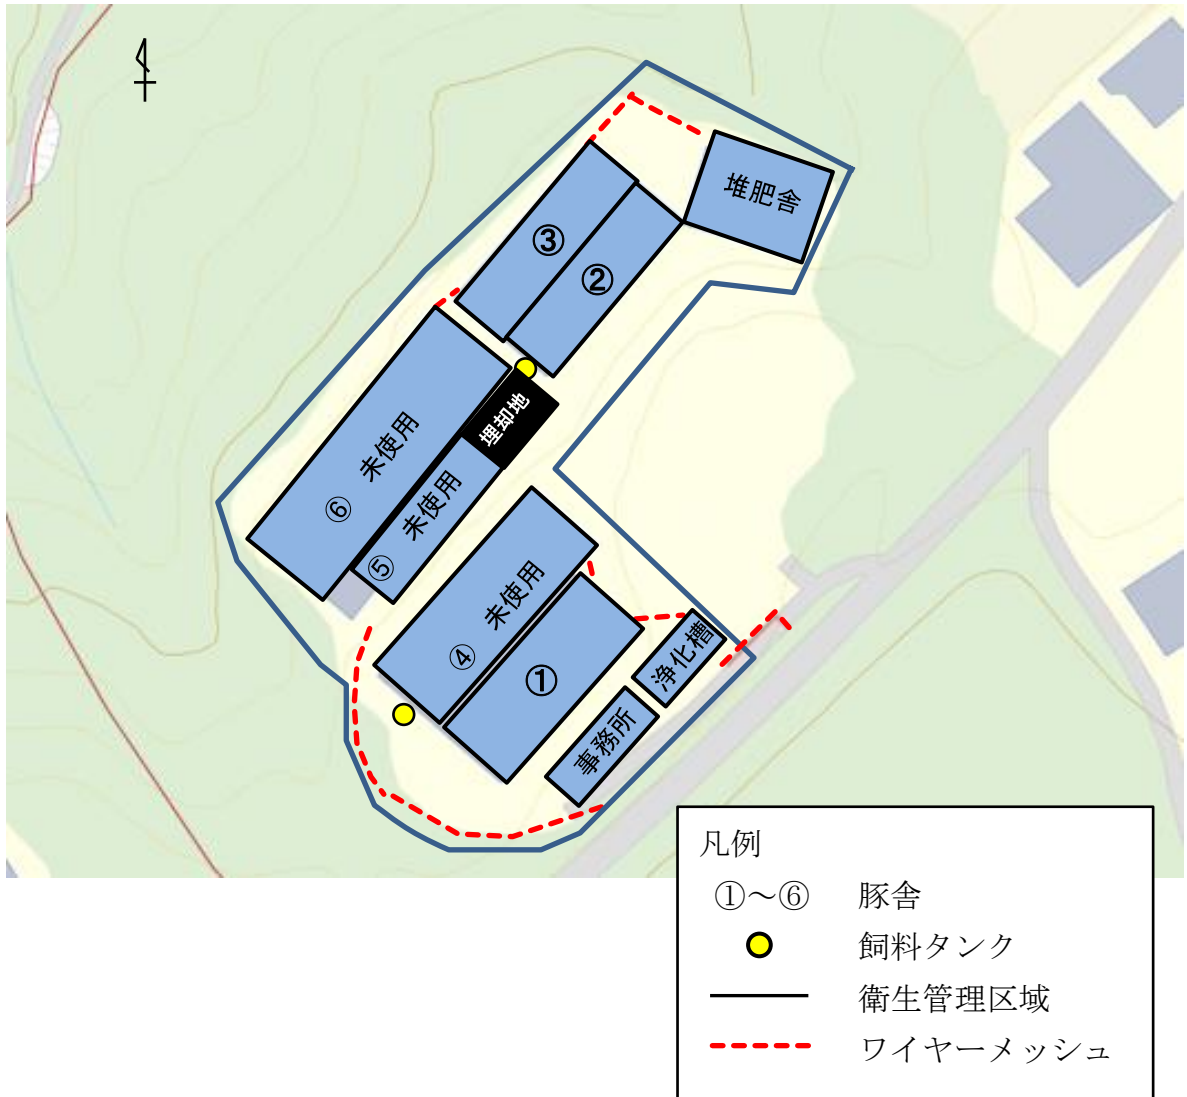 堆肥舎
③
②
埋却地
⑥ 未使用
⑤ 未使用
④ 未使用
①
浄化槽
事務所
凡例
①～⑥ 豚舎
飼料タンク
衛生管理区域
ワイヤーメッシュ